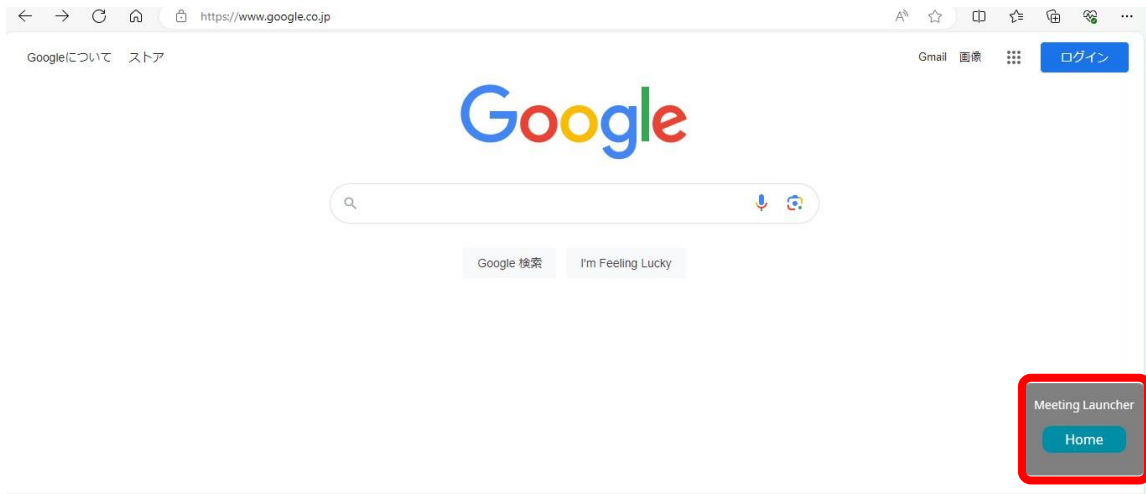 https://www.google.co.jp
Googleについて ストア Gmail 画像 ログイン
Google
Google 検索 I'm Feeling Lucky
Meeting Launcher
Home